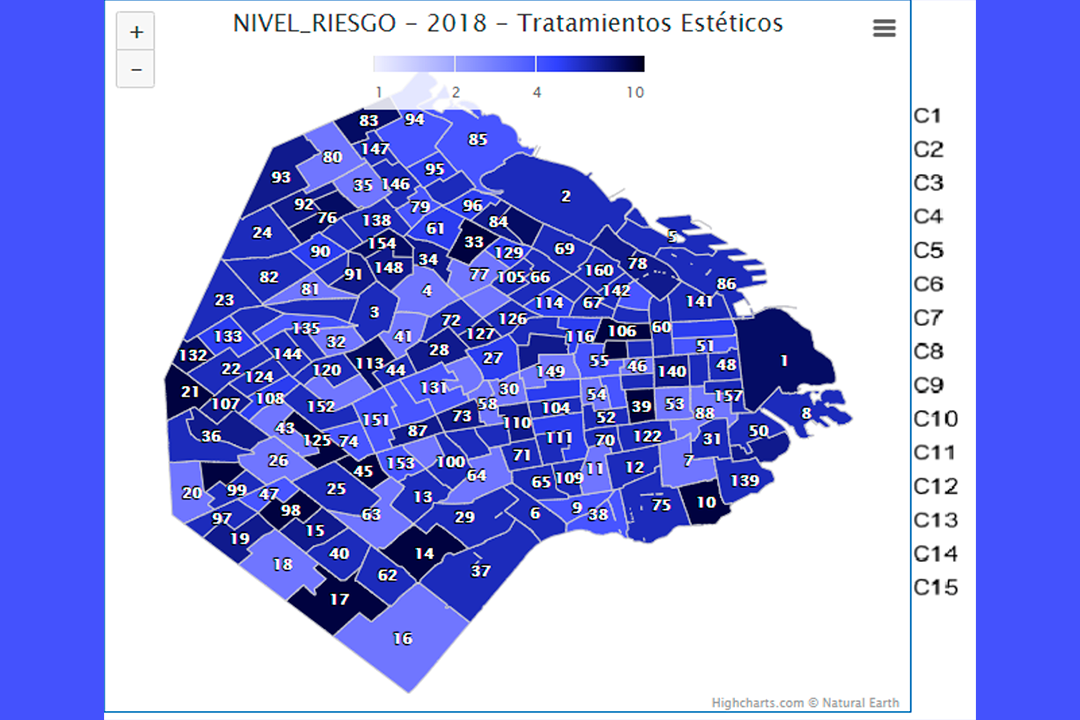 NIVEL_RIESGO - 2018 - Tratamientos Estéticos
+
−
1 2 4 10
83 94
85
147
80
95
93 35 146
2
92 79 96
76 138 84
24 61 5
154 33
90 34 129 69
148 78
82 91 77 105 66 160
81 4 142 86
23 114 67 141
3
133 135 72 126
32 41 127 116 106 60
132 144 28 51
22 113 27 55 1
124 120 44 149 46 140 48
21 131 30
107 108 58 54 157
152 73 104 39 53 8
36 43 151 110 52 88
125 74 87 111 70 122 31 50
26 71
45 153 100 11 12 7
20 99 47 25 64 65 109 139
13
97 98 63 29 6 9 38 75 10
19 15
18 40 14
62 37
17
16
C1
C2
C3
C4
C5
C6
C7
C8
C9
C10
C11
C12
C13
C14
C15
Highcharts.com © Natural Earth